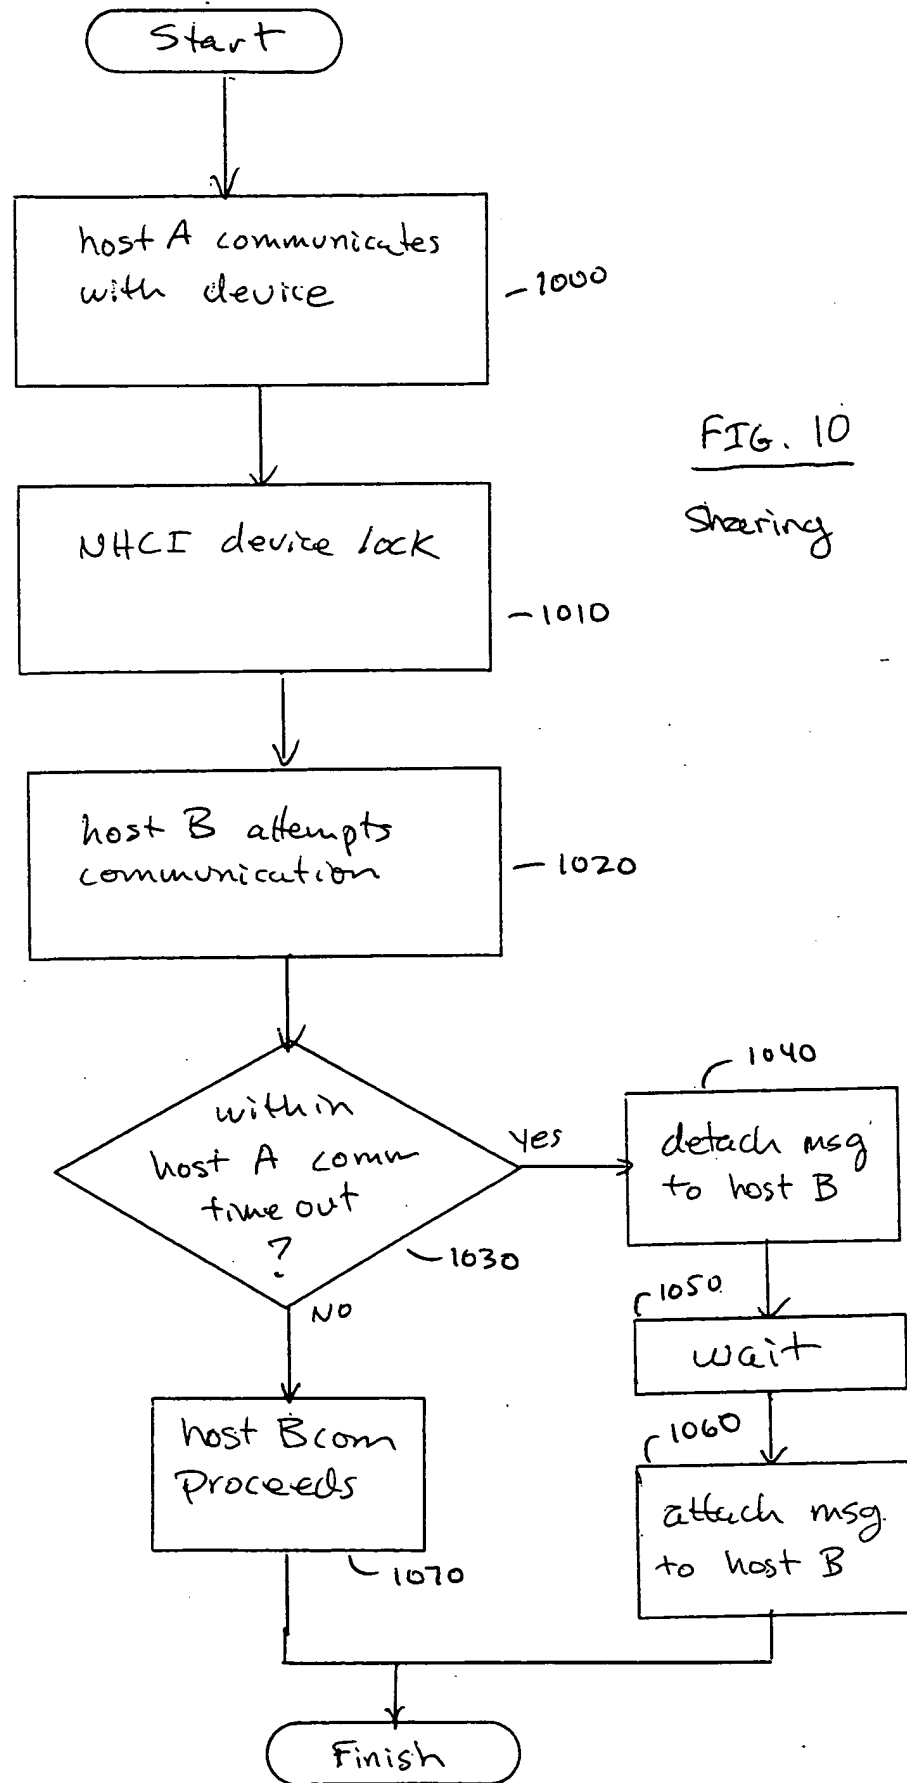 Start
host A communicates
with device
1000
FIG. 10
Sharing
NHCI device lock
1010
host B attempts
communication
1020
within
host A comm
time out
?
1030
yes
1040
detach msg
to host B
1050
wait
1060
attach msg
to host B
NO
host B com
proceeds
1070
Finish